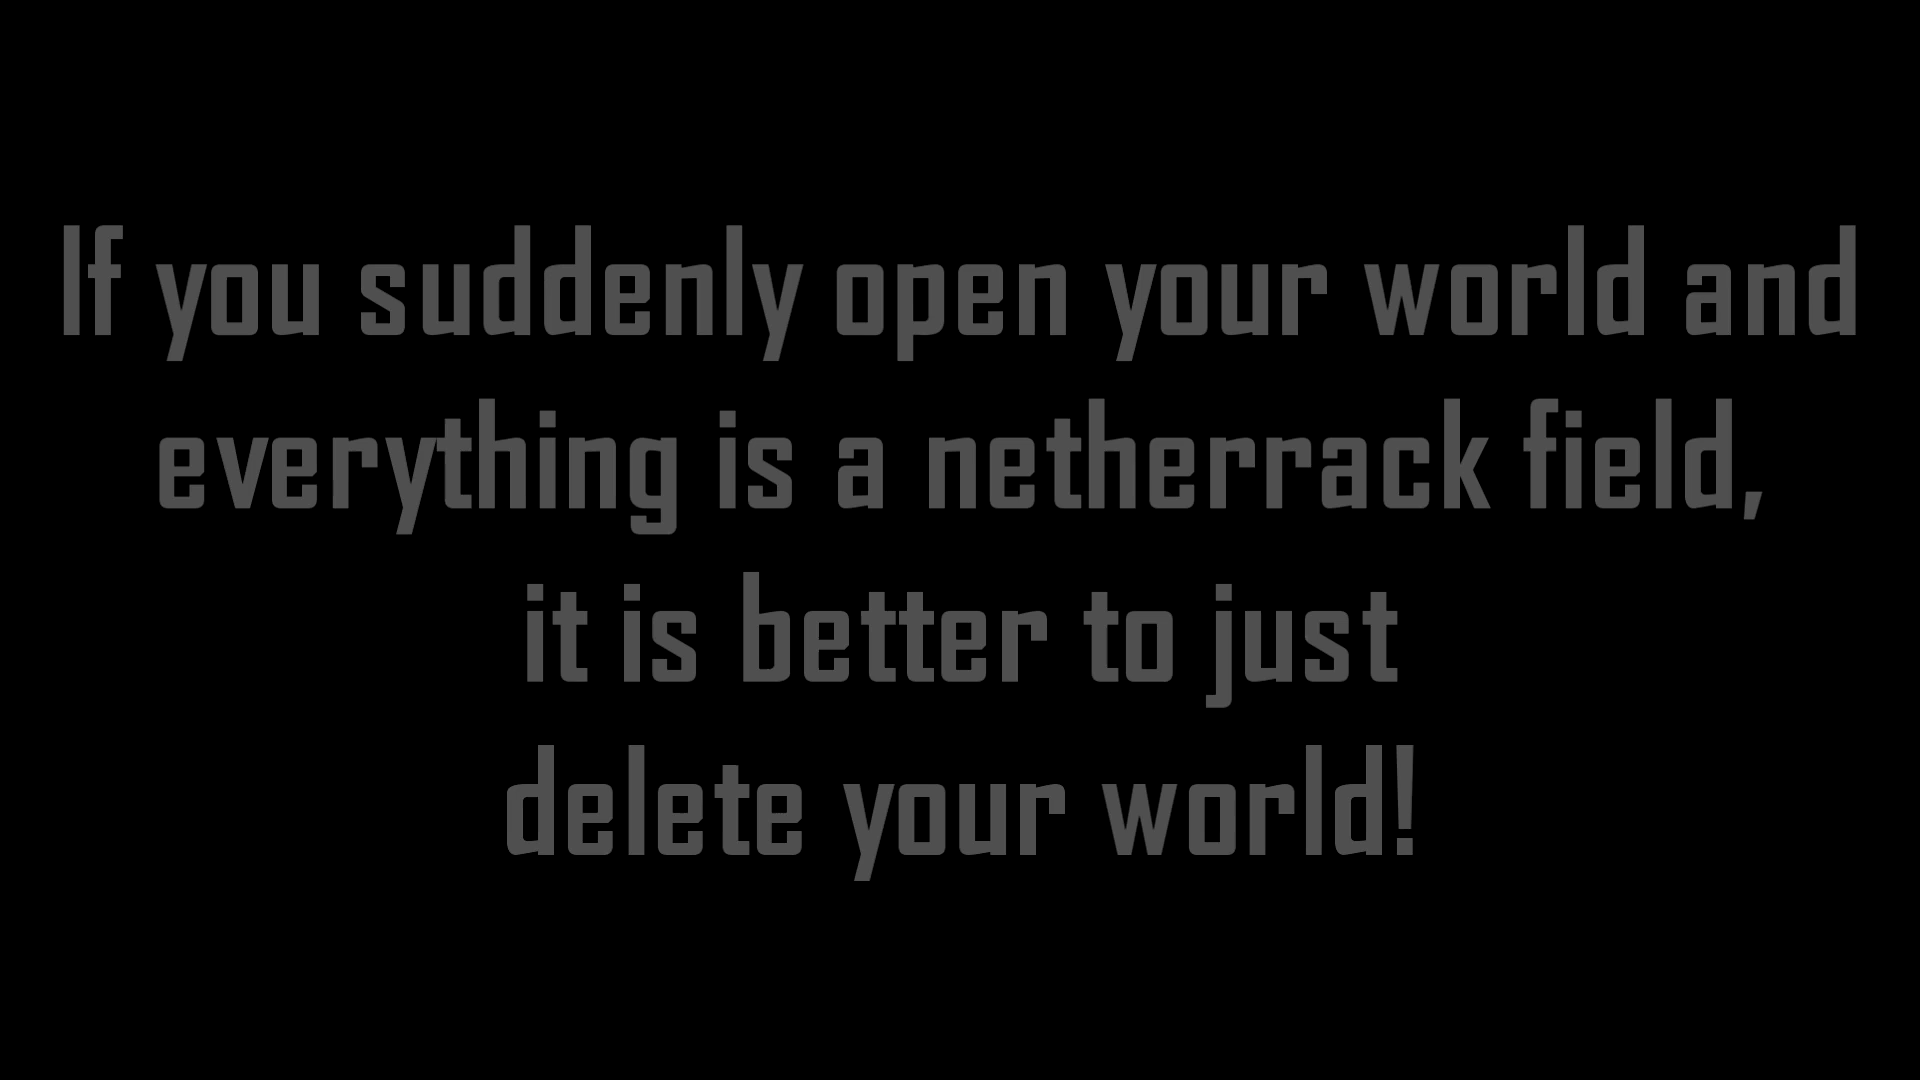 If you suddenly open your world and
everything is a netherrack field,
it is better to just
delete your world!